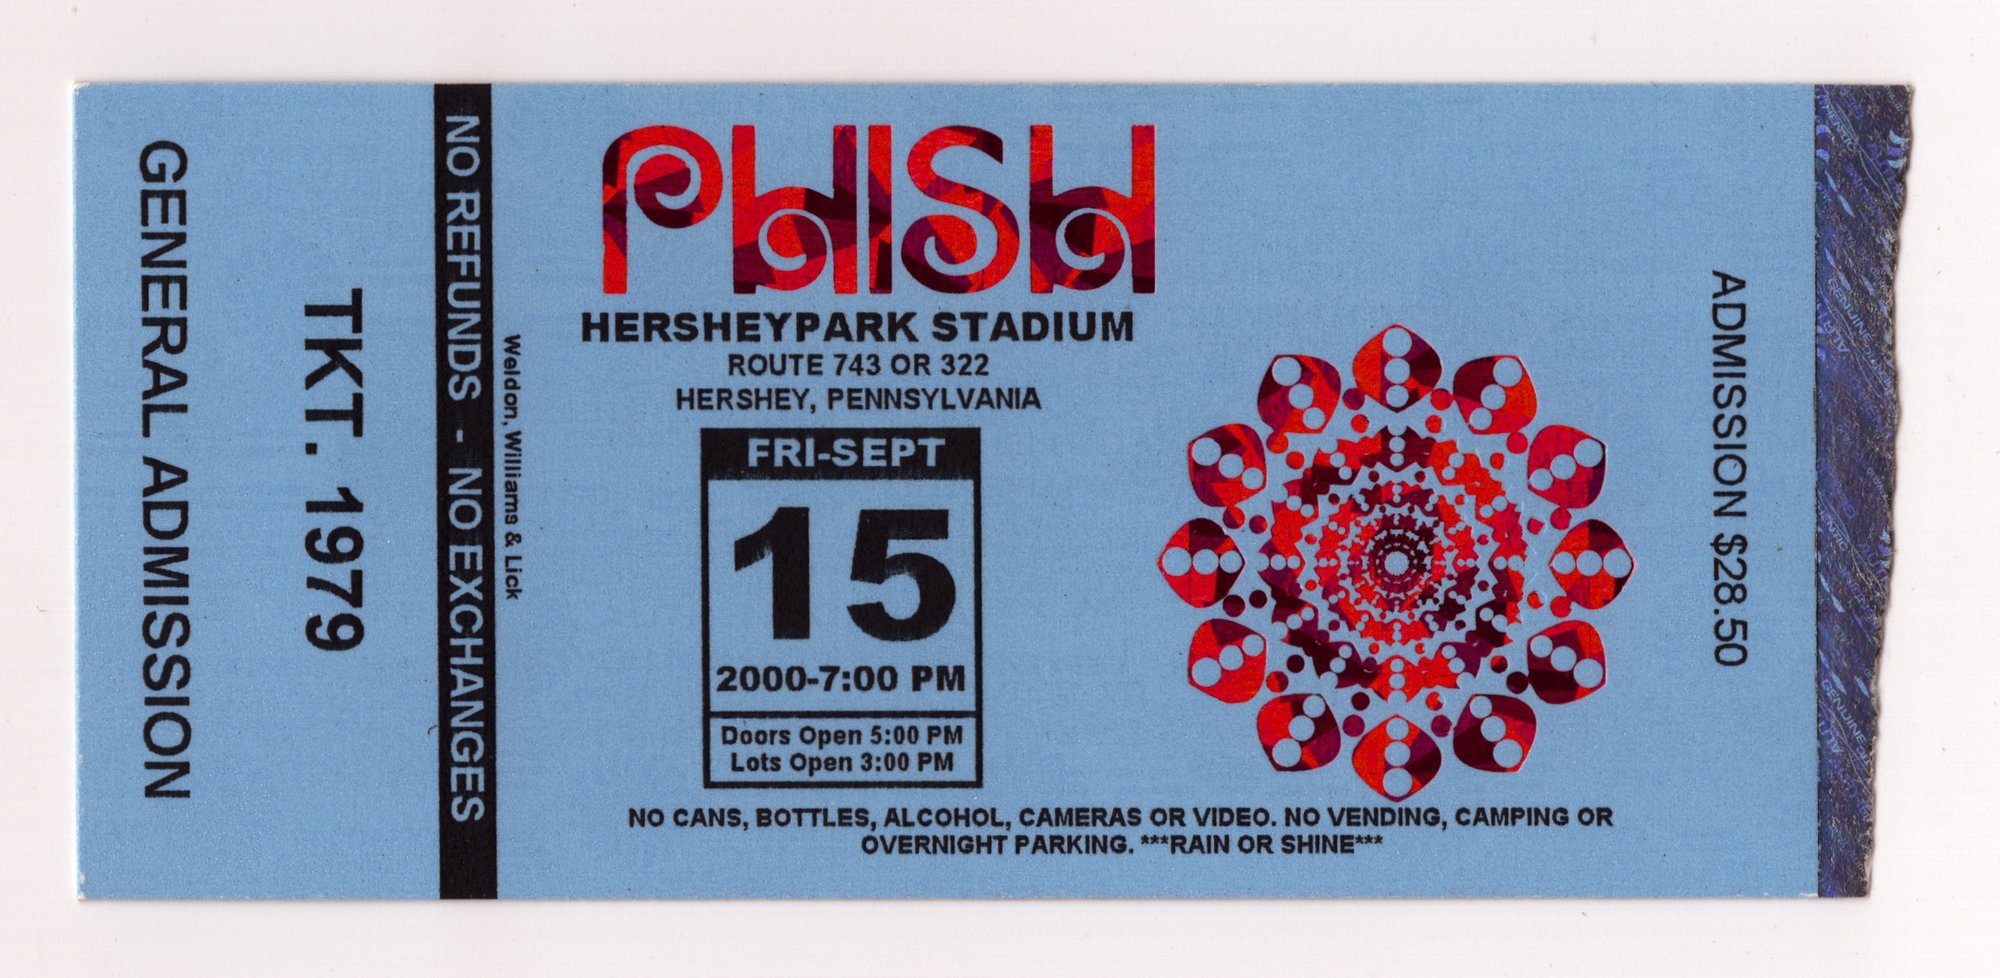 GENERAL ADMISSION
TKT. 1979
NO REFUNDS - NO EXCHANGES
Weldon, Williams & Lick
PHISH
HERSHEYPARK STADIUM
ROUTE 743 OR 322
HERSHEY, PENNSYLVANIA
FRI-SEPT
15
2000-7:00 PM
Doors Open 5:00 PM
Lots Open 3:00 PM
NO CANS, BOTTLES, ALCOHOL, CAMERAS OR VIDEO. NO VENDING, CAMPING OR
OVERNIGHT PARKING. ***RAIN OR SHINE***
ADMISSION $28.50
GENUINE